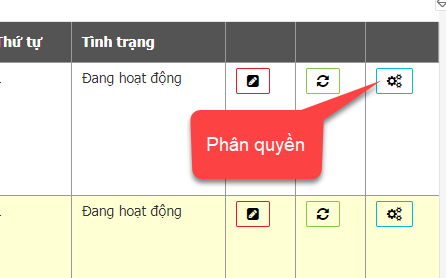 Thứ tự Tình trạng
Đang hoạt động
Phân quyền
Đang hoạt động